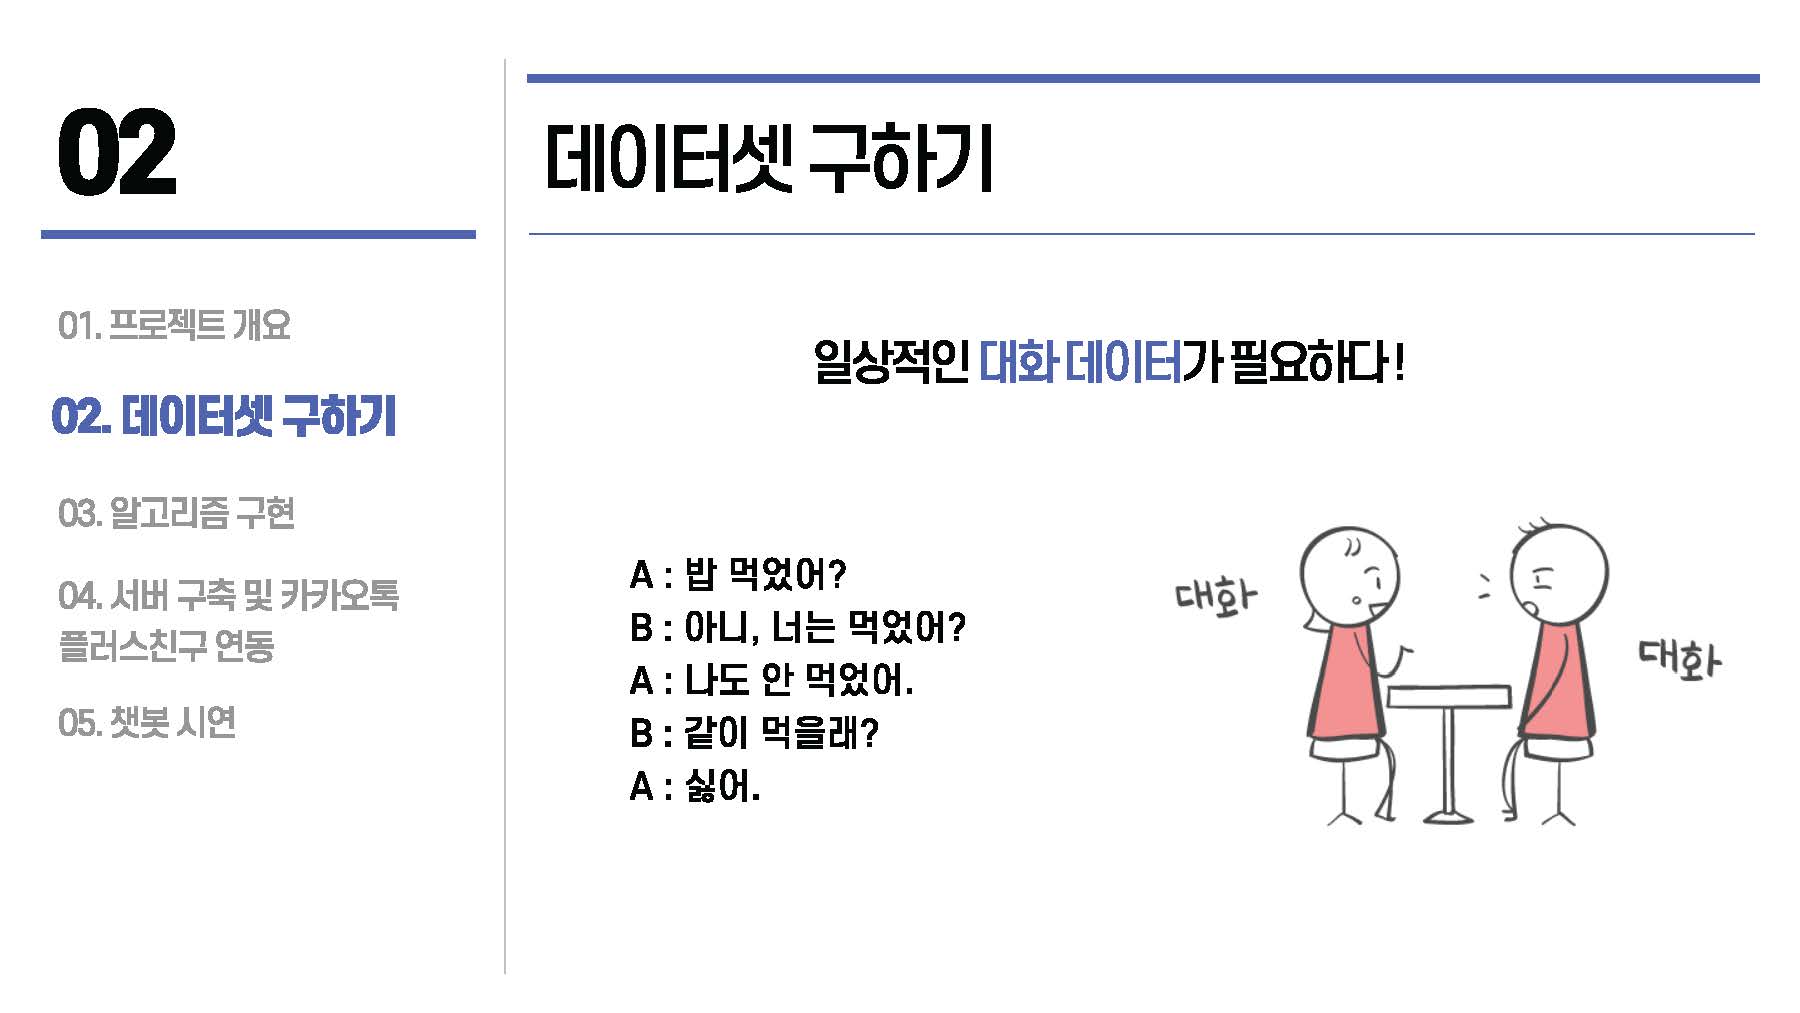 02
01. 프로젝트 개요
02. 데이터셋 구하기
03. 알고리즘 구현
04. 서버 구축 및 카카오톡
플러스친구 연동
05. 챗봇 시연
데이터셋 구하기
일상적인 대화 데이터가 필요하다!
A : 밥 먹었어?
B : 아니, 너는 먹었어?
A : 나도 안 먹었어.
B : 같이 먹을래?
A : 싫어.
대화
대화